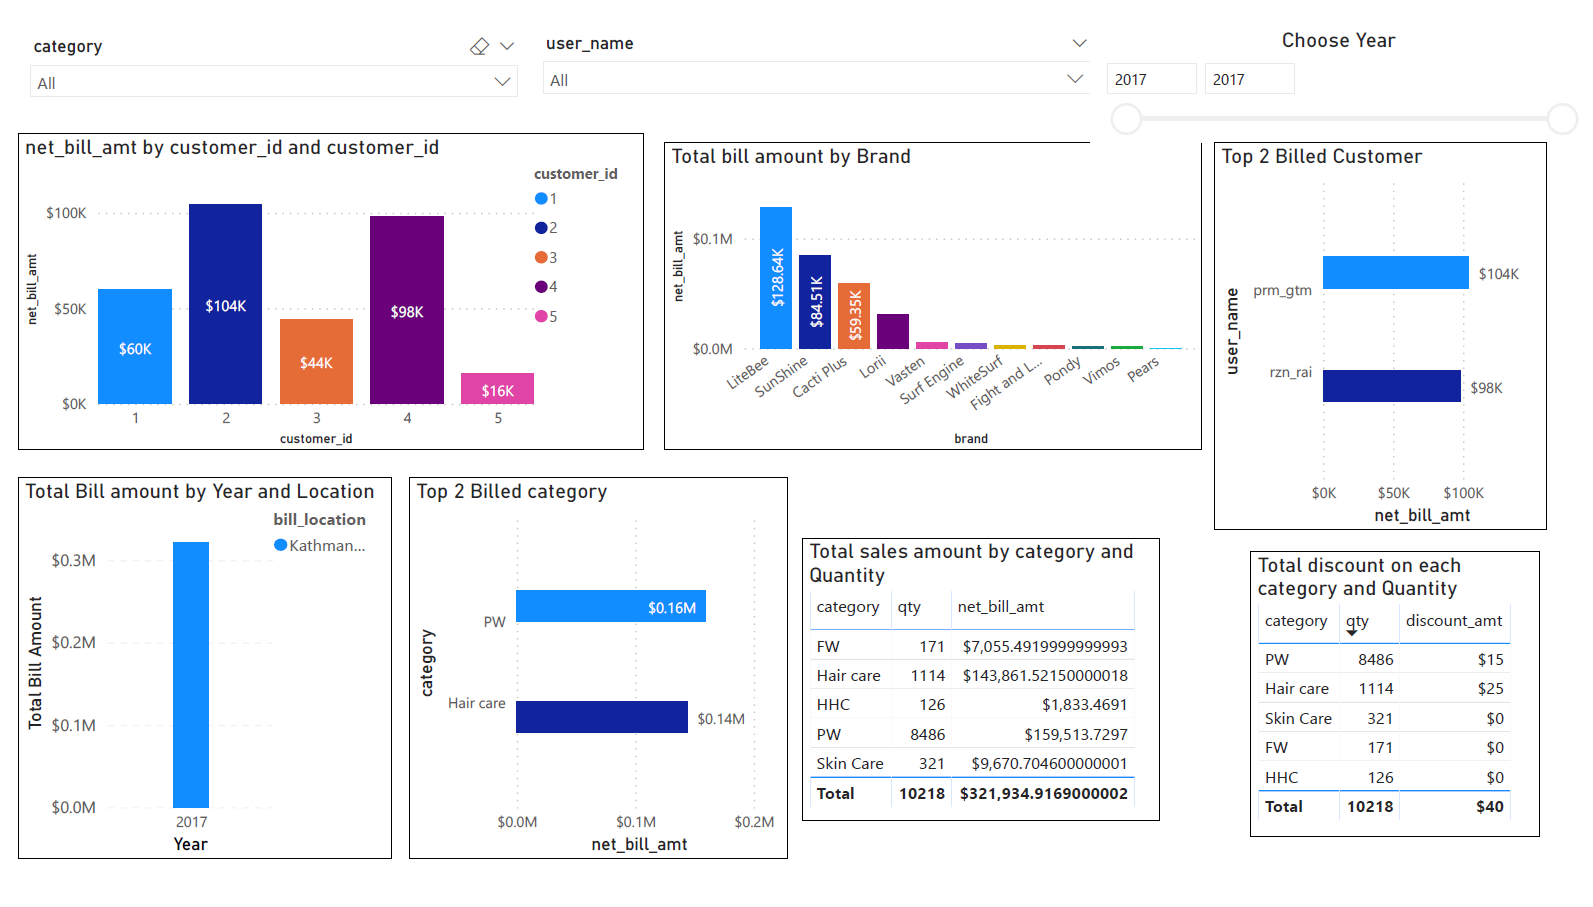 category
All
user_name
All
Choose Year
2017 2017
net_bill_amt by customer_id and customer_id
customer_id
1
2
3
4
5
net_bill_amt
$100K
$50K
$0K
$60K
$104K
$44K
$98K
$16K
1 2 3 4 5
customer_id
Total bill amount by Brand
net_bill_amt
$0.1M
$0.0M
$128.64K
$84.51K
$59.35K
LiteBee
SunShine
Cacti Plus
Lorii
Vasten
Surf Engine
WhiteSurf
Fight and L...
Pondy
Vimos
Pears
brand
Top 2 Billed Customer
user_name
prm_gtm
$104K
rzn_rai
$98K
$0K $50K $100K
net_bill_amt
Total Bill amount by Year and Location
bill_location
Kathman...
Total Bill Amount
$0.3M
$0.2M
$0.1M
$0.0M
2017
Year
Top 2 Billed category
category
PW
$0.16M
Hair care
$0.14M
$0.0M $0.1M $0.2M
net_bill_amt
Total sales amount by category and
Quantity
category qty net_bill_amt
FW 171 $7,055.4919999999993
Hair care 1114 $143,861.52150000018
HHC 126 $1,833.4691
PW 8486 $159,513.7297
Skin Care 321 $9,670.704600000001
Total 10218 $321,934.9169000002
Total discount on each
category and Quantity
category qty discount_amt
PW 8486 $15
Hair care 1114 $25
Skin Care 321 $0
FW 171 $0
HHC 126 $0
Total 10218 $40